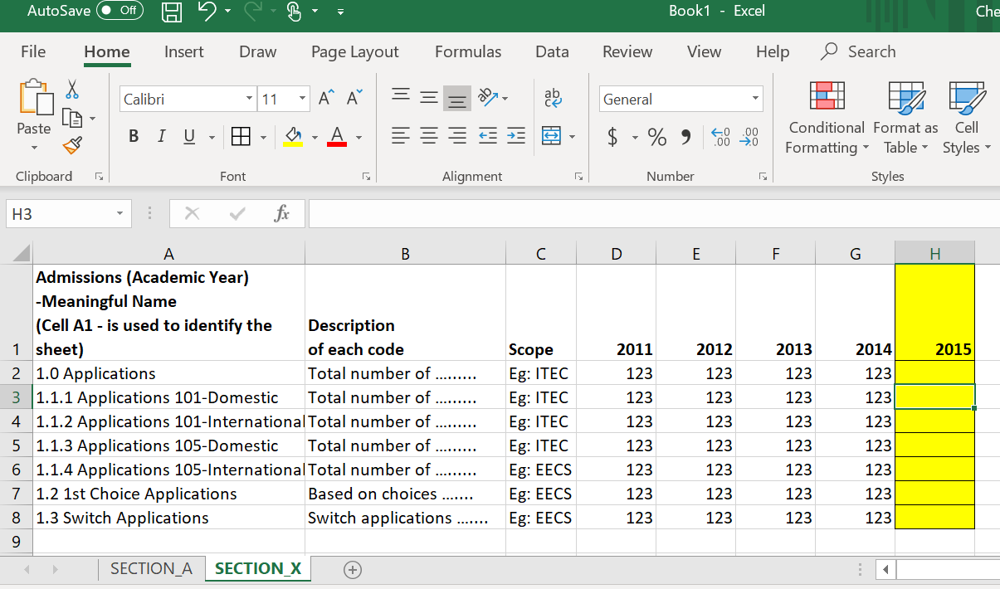 AutoSave Off Book1 - Excel Che
File Home Insert Draw Page Layout Formulas Data Review View Help Search
Paste
Calibri 11 A A
B I U A
ab
c
General
$ % , .0 .00
.00 .0
Conditional Formatting
Format as Table
Cell Styles
Clipboard Font Alignment Number Styles
H3 fx
A B C D E F G H
1 Admissions (Academic Year)
-Meaningful Name
(Cell A1 - is used to identify the
sheet) Description
of each code Scope 2011 2012 2013 2014 2015
2 1.0 Applications Total number of ......... Eg: ITEC 123 123 123 123
3 1.1.1 Applications 101-Domestic Total number of ......... Eg: ITEC 123 123 123 123
4 1.1.2 Applications 101-International Total number of ......... Eg: ITEC 123 123 123 123
5 1.1.3 Applications 105-Domestic Total number of ......... Eg: ITEC 123 123 123 123
6 1.1.4 Applications 105-International Total number of ......... Eg: EECS 123 123 123 123
7 1.2 1st Choice Applications Based on choices ....... Eg: EECS 123 123 123 123
8 1.3 Switch Applications Switch applications ....... Eg: EECS 123 123 123 123
9
SECTION_A SECTION_X